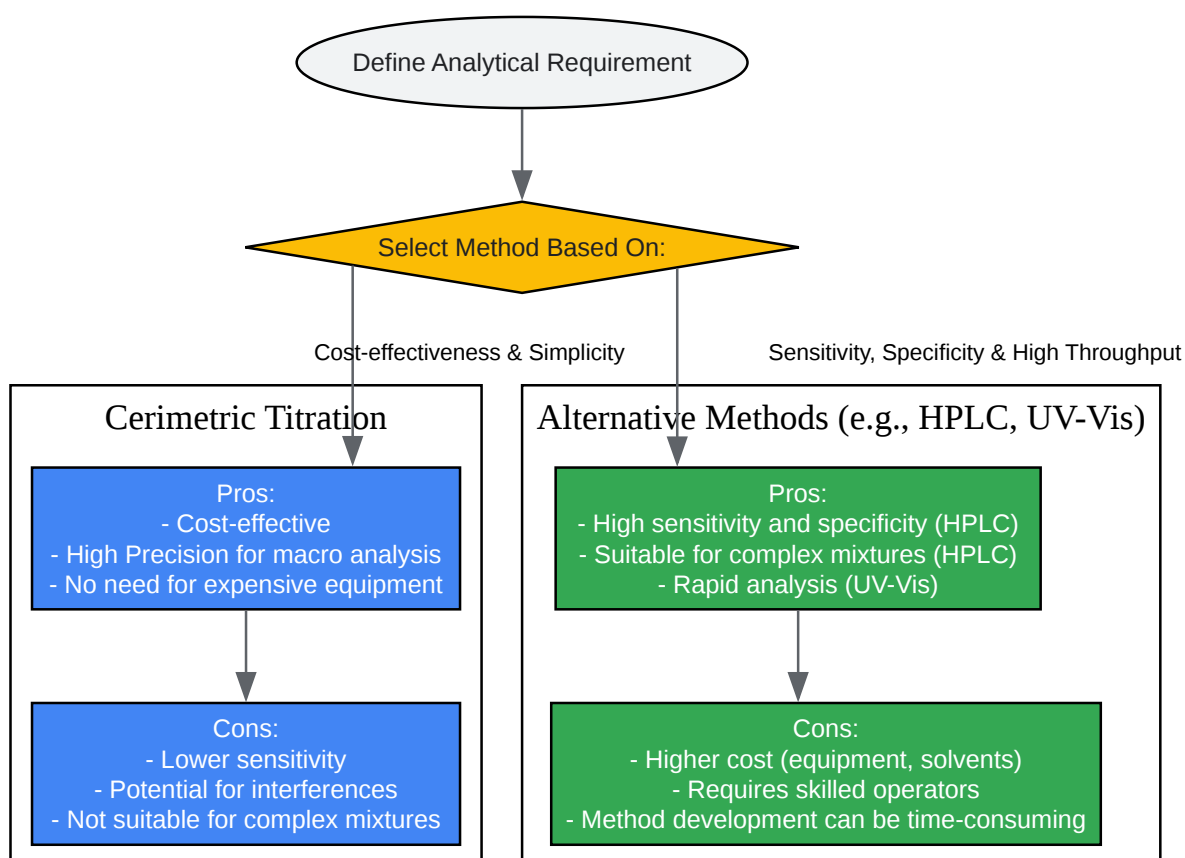 Define Analytical Requirement
Select Method Based On:
Cost-effectiveness & Simplicity
Sensitivity, Specificity & High Throughput
Cerimetric Titration
Pros:
- Cost-effective
- High Precision for macro analysis
- No need for expensive equipment
Cons:
- Lower sensitivity
- Potential for interferences
- Not suitable for complex mixtures
Alternative Methods (e.g., HPLC, UV-Vis)
Pros:
- High sensitivity and specificity (HPLC)
- Suitable for complex mixtures (HPLC)
- Rapid analysis (UV-Vis)
Cons:
- Higher cost (equipment, solvents)
- Requires skilled operators
- Method development can be time-consuming